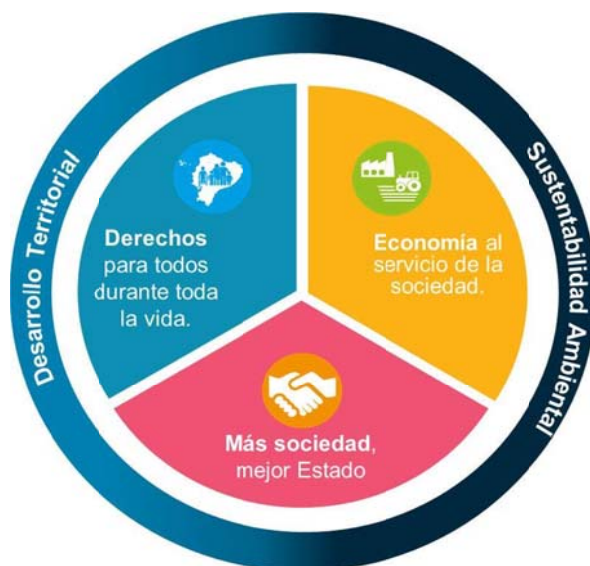 Desarrollo Territorial
Derechos
para todos
durante toda
la vida.
Economía al
servicio de la
sociedad.
Sustentabilidad Ambiental
Más sociedad,
mejor Estado